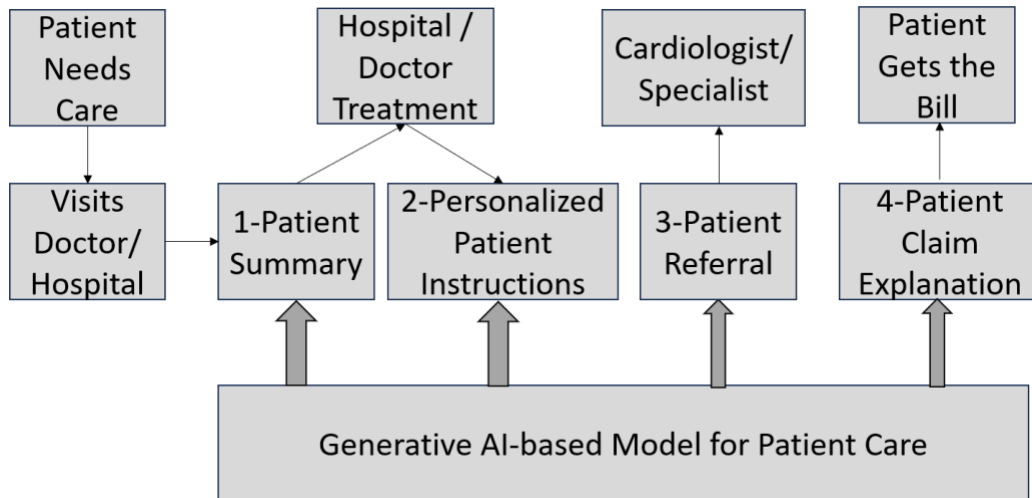 Patient
Needs
Care
Hospital /
Doctor
Treatment
Cardiologist/
Specialist
Patient
Gets the
Bill
Visits
Doctor/
Hospital
1-Patient
Summary
2-Personalized
Patient
Instructions
3-Patient
Referral
4-Patient
Claim
Explanation
Generative AI-based Model for Patient Care